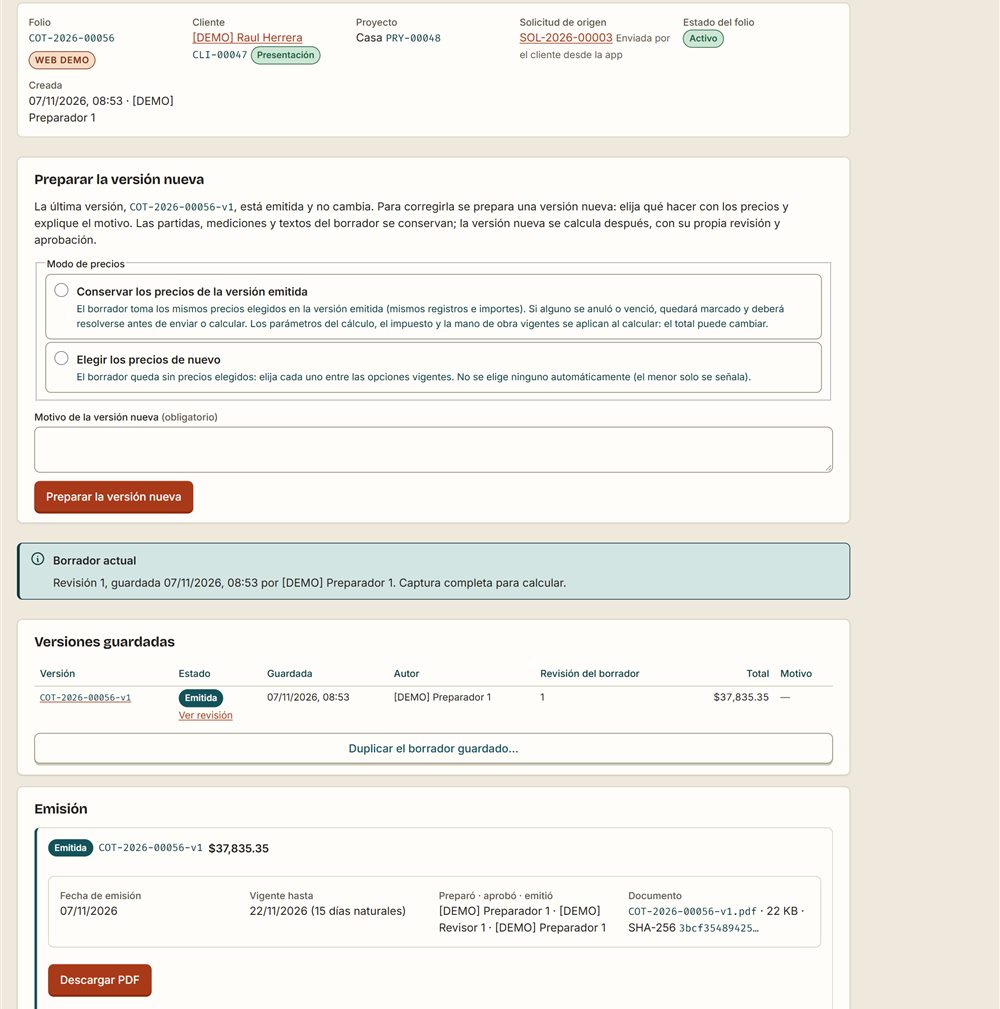 Folio
COT-2026-00056
WEB DEMO
Cliente
[DEMO] Raul Herrera
CLI-00047 Presentación
Proyecto
Casa PRY-00048
Solicitud de origen
SOL-2026-00003 Enviada por
el cliente desde la app
Estado del folio
Activo
Creada
07/11/2026, 08:53 · [DEMO]
Preparador 1
Preparar la versión nueva
La última versión, COT-2026-00056-v1, está emitida y no cambia. Para corregirla se prepara una versión nueva: elija qué hacer con los precios y
explique el motivo. Las partidas, mediciones y textos del borrador se conservan; la versión nueva se calcula después, con su propia revisión y
aprobación.
Modo de precios
Conservar los precios de la versión emitida
El borrador toma los mismos precios elegidos en la versión emitida (mismos registros e importes). Si alguno se anuló o venció, quedará marcado y deberá
resolverse antes de enviar o calcular. Los parámetros del cálculo, el impuesto y la mano de obra vigentes se aplican al calcular: el total puede cambiar.
Elegir los precios de nuevo
El borrador queda sin precios elegidos: elija cada uno entre las opciones vigentes. No se elige ninguno automáticamente (el menor solo se señala).
Motivo de la versión nueva (obligatorio)
Preparar la versión nueva
Borrador actual
Revisión 1, guardada 07/11/2026, 08:53 por [DEMO] Preparador 1. Captura completa para calcular.
Versiones guardadas
Versión Estado Guardada Autor Revisión del borrador Total Motivo
COT-2026-00056-v1 Emitida 07/11/2026, 08:53 [DEMO] Preparador 1 1 $37,835.35 —
Ver revisión
Duplicar el borrador guardado...
Emisión
Emitida COT-2026-00056-v1 $37,835.35
Fecha de emisión
07/11/2026
Vigente hasta
22/11/2026 (15 días naturales)
Preparó · aprobó · emitió
[DEMO] Preparador 1 · [DEMO]
Revisor 1 · [DEMO] Preparador 1
Documento
COT-2026-00056-v1.pdf · 22 KB ·
SHA-256 3bcf35489425…
Descargar PDF